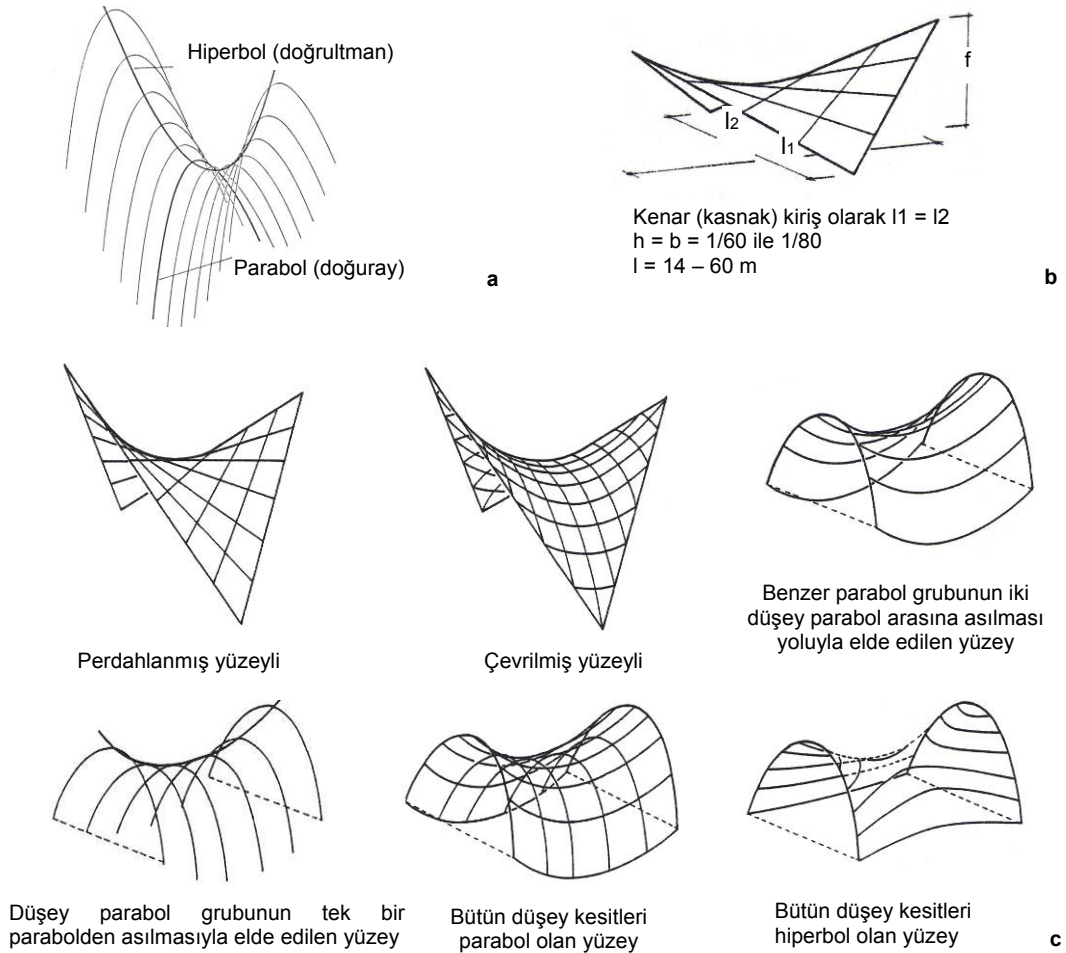 Hiperbol (doğrultman)
Parabol (doğuray)
a
f
l2
l1
Kenar (kasnak) kiriş olarak l1 = l2
h = b = 1/60 ile 1/80
l = 14 – 60 m
b
Perdahlanmış yüzeyli
Çevrilmiş yüzeyli
Benzer parabol grubunun iki
düşey parabol arasına asılması
yoluyla elde edilen yüzey
Düşey parabol grubunun tek bir
parabolden asılmasıyla elde edilen yüzey
Bütün düşey kesitleri
parabol olan yüzey
Bütün düşey kesitleri
hiperbol olan yüzey
c